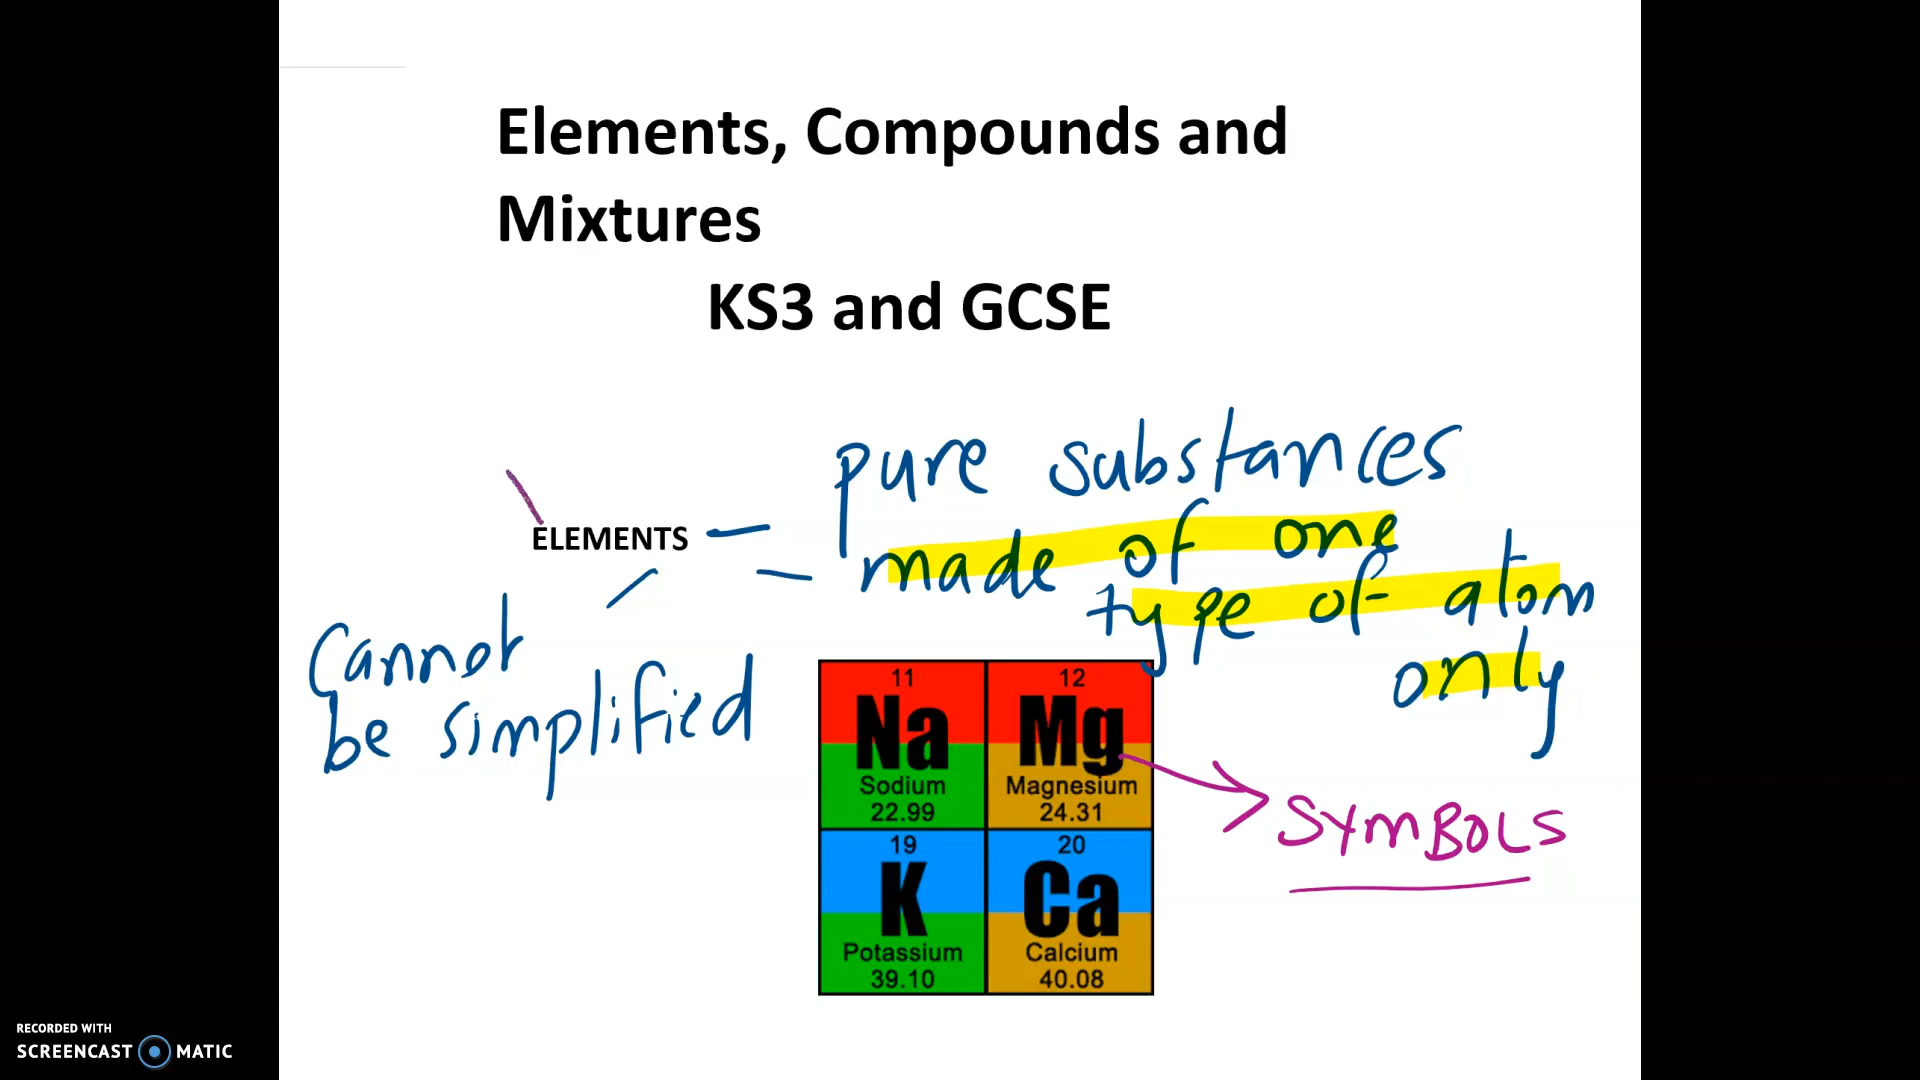 Elements, Compounds and
Mixtures
KS3 and GCSE
pure substances
ELEMENTS
made of one
type of atom
only
cannot
be simplified
11
Na
Sodium
22.99
12
Mg
Magnesium
24.31
SYMBOLS
19
K
Potassium
39.10
20
Ca
Calcium
40.08
RECORDED WITH
SCREENCAST MATIC